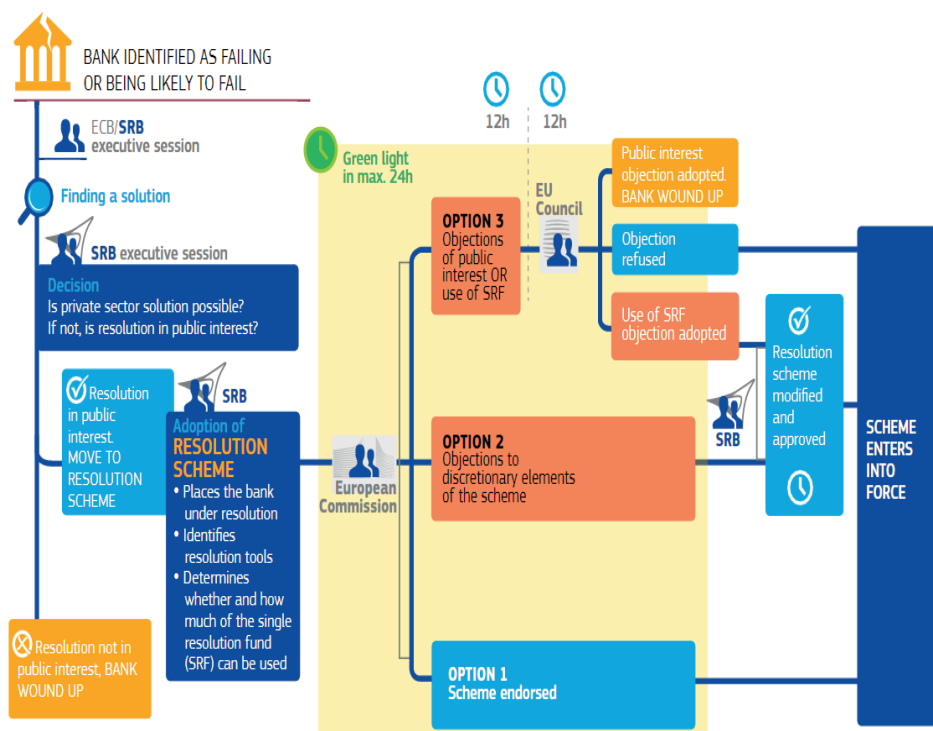 BANK IDENTIFIED AS FAILING
OR BEING LIKELY TO FAIL
ECB/SRB
executive session
Finding a solution
SRB executive session
Decision
Is private sector solution possible?
If not, is resolution in public interest?
Resolution
in public
interest.
MOVE TO
RESOLUTION
SCHEME
SRB
Adoption of
RESOLUTION
SCHEME
• Places the bank
under resolution
• Identifies
resolution tools
• Determines
whether and how
much of the single
resolution fund
(SRF) can be used
Resolution not in
public interest, BANK
WOUND UP
Green light
in max. 24h
12h
12h
European
Commission
OPTION 3
Objections
of public
interest OR
use of SRF
EU
Council
Public interest
objection adopted.
BANK WOUND UP
Objection
refused
Use of SRF
objection adopted
OPTION 2
Objections to
discretionary elements
of the scheme
SRB
Resolution
scheme
modified
and
approved
OPTION 1
Scheme endorsed
SCHEME
ENTERS
INTO
FORCE